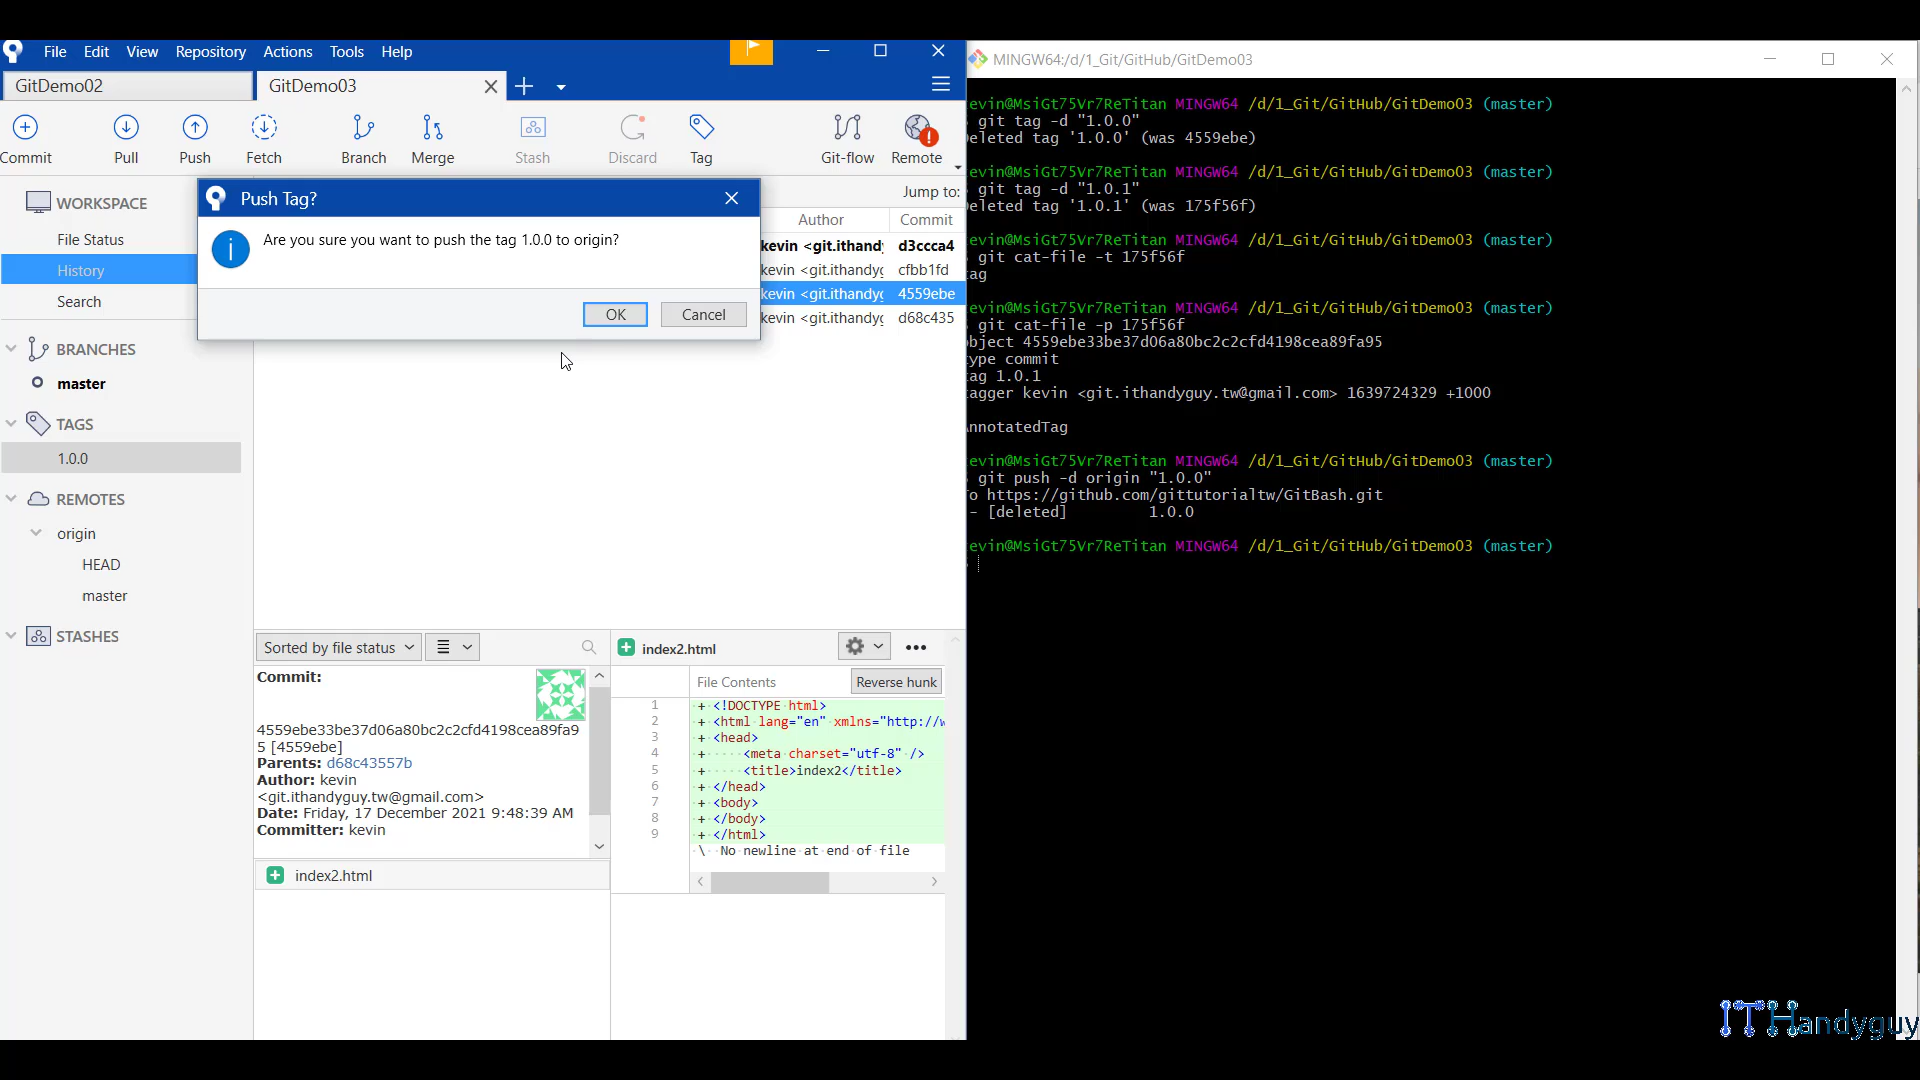 File Edit View Repository Actions Tools Help
GitDemo02
GitDemo03
Commit Pull Push Fetch Branch Merge Stash Discard Tag Git-flow Remote
WORKSPACE
File Status
History
Search
BRANCHES
master
TAGS
1.0.0
REMOTES
origin
HEAD
master
STASHES
Push Tag?
Are you sure you want to push the tag 1.0.0 to origin?
OK Cancel
Jump to:
Author Commit
kevin <git.ithandy d3ccca4
kevin <git.ithandyg cfbb1fd
kevin <git.ithandyg 4559ebe
kevin <git.ithandyg d68c435
Sorted by file status
Commit:
4559ebe33be37d06a80bc2c2cfd4198cea89fa9
5 [4559ebe]
Parents: d68c43557b
Author: kevin
<git.ithandyguy.tw@gmail.com>
Date: Friday, 17 December 2021 9:48:39 AM
Committer: kevin
index2.html
index2.html
File Contents Reverse hunk
1 + <!DOCTYPE html>
2 + <html lang="en" xmlns="http://w
3 + <head>
4 + <meta charset="utf-8" />
5 + <title>index2</title>
6 + </head>
7 + <body>
8 + </body>
9 + </html>
\ No newline at end of file
MINGW64:/d/1_Git/GitHub/GitDemo03
evin@MsiGt75Vr7ReTitan MINGW64 /d/1_Git/GitHub/GitDemo03 (master)
git tag -d "1.0.0"
eleted tag '1.0.0' (was 4559ebe)
evin@MsiGt75Vr7ReTitan MINGW64 /d/1_Git/GitHub/GitDemo03 (master)
git tag -d "1.0.1"
eleted tag '1.0.1' (was 175f56f)
evin@MsiGt75Vr7ReTitan MINGW64 /d/1_Git/GitHub/GitDemo03 (master)
git cat-file -t 175f56f
ag
evin@MsiGt75Vr7ReTitan MINGW64 /d/1_Git/GitHub/GitDemo03 (master)
git cat-file -p 175f56f
bject 4559ebe33be37d06a80bc2c2cfd4198cea89fa95
ype commit
ag 1.0.1
agger kevin <git.ithandyguy.tw@gmail.com> 1639724329 +1000
nnotatedTag
evin@MsiGt75Vr7ReTitan MINGW64 /d/1_Git/GitHub/GitDemo03 (master)
git push -d origin "1.0.0"
o https://github.com/gittutorialtw/GitBash.git
- [deleted] 1.0.0
evin@MsiGt75Vr7ReTitan MINGW64 /d/1_Git/GitHub/GitDemo03 (master)
ITHandyguy